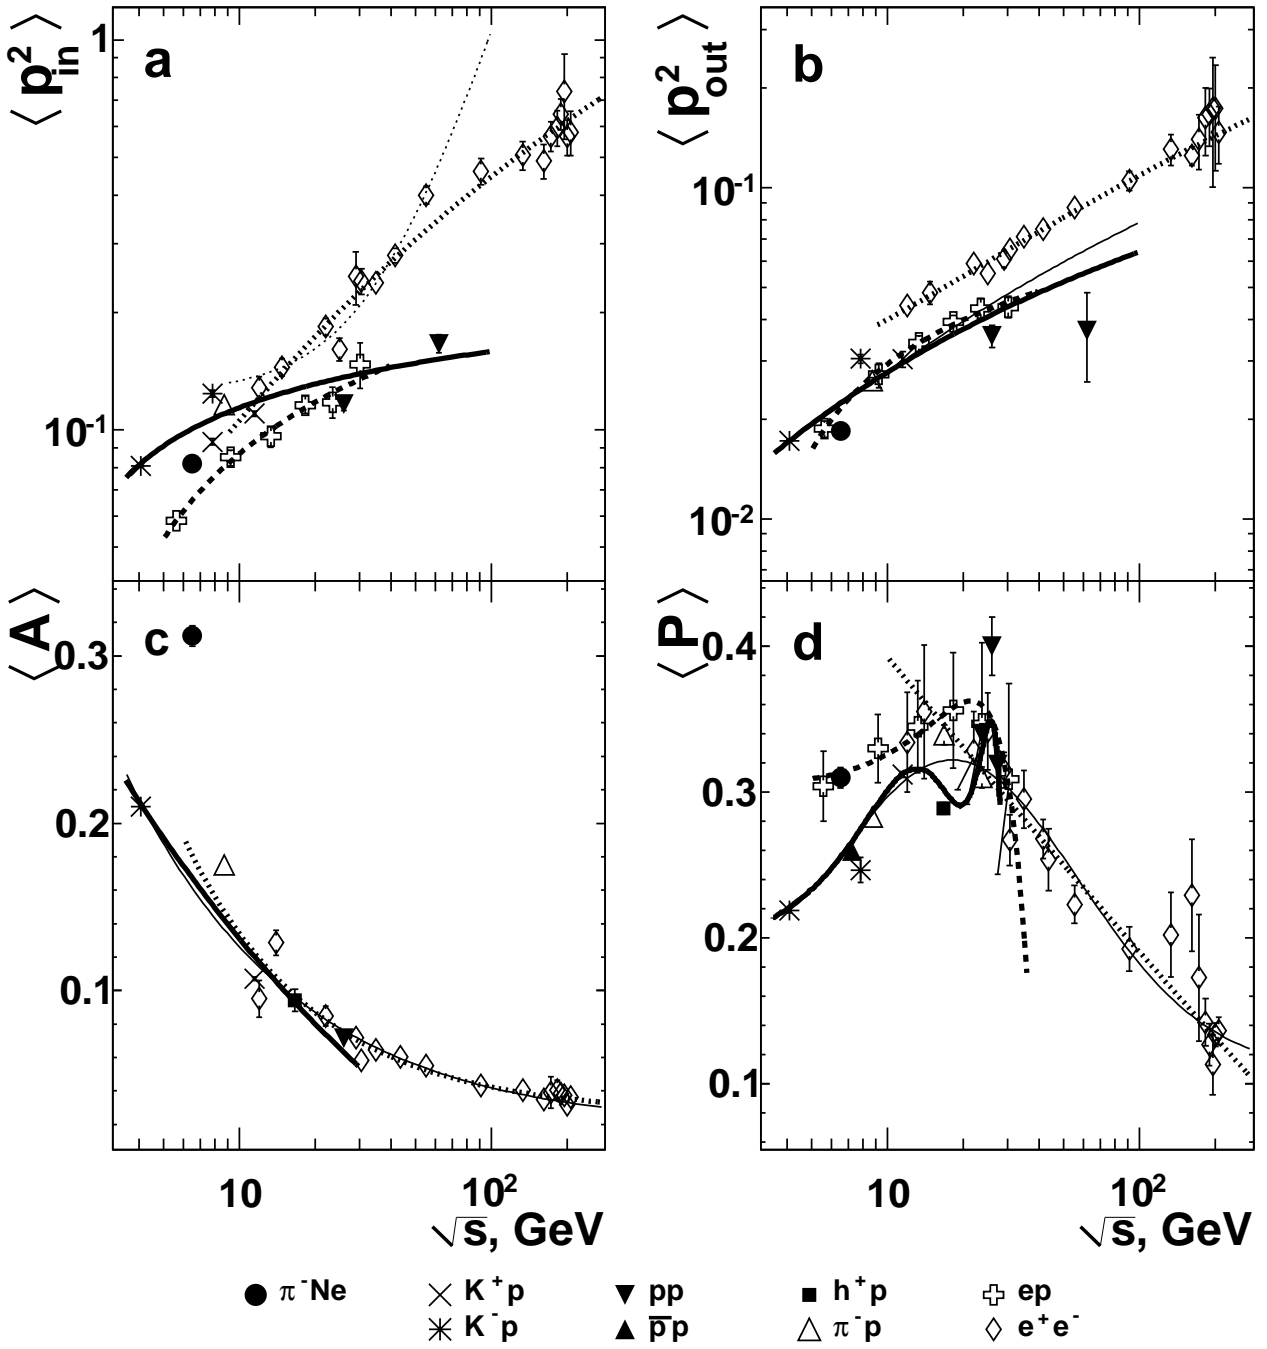 ⟨p²in⟩ 1 a
10⁻¹
⟨p²out⟩ b
10⁻¹
10⁻²
⟨A⟩ c
0.3
0.2
0.1
10 10²
√s, GeV
⟨P⟩ d
0.4
0.3
0.2
0.1
10 10²
√s, GeV
π⁻Ne K⁺p pp h⁺p ep
K⁻p p̅p π⁻p e⁺e⁻